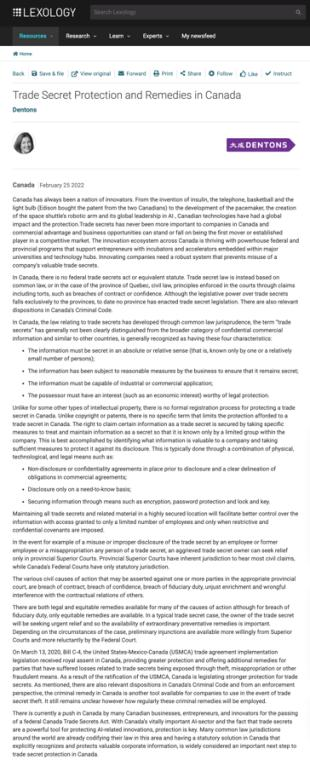 LEXOLOGY
Search Lexology
Resources
Research
Learn
Experts
My newsfeed
Home
Back Save & file View original Forward Print Share Follow Like Instruct
Trade Secret Protection and Remedies in Canada
Dentons
大成 DENTONS
Canada February 25 2022
Canada has always been a nation of innovators. From the invention of insulin, the telephone, basketball and the
light bulb (Edison bought the patent from the two Canadians) to the development of the pacemaker, the creation
of the space shuttle's robotic arm and its global leadership in AI , Canadian technologies have had a global
impact and the protection.Trade secrets has never been more important to companies in Canada and
commercial advantage and business opportunities can stand or fall on being the first mover or established
player in a competitive market. The innovation ecosystem across Canada is thriving with powerhouse federal and
provincial programs that support entrepreneurs with incubators and accelerators embedded within major
universities and technology hubs. Innovating companies need a robust system that prevents misuse of a
company's valuable trade secrets.
In Canada, there is no federal trade secrets act or equivalent statute. Trade secret law is instead based on
common law, or in the case of the province of Quebec, civil law, principles enforced in the courts through claims
including torts, such as breaches of contract or confidence. Although the legislative power over trade secrets
falls exclusively to the provinces, to date no province has enacted trade secret legislation. There are also relevant
dispositions in Canada's Criminal Code.
In Canada, the law relating to trade secrets has developed through common law jurisprudence, the term "trade
secrets" has generally not been clearly distinguished from the broader category of confidential commercial
information and similar to other countries, is generally recognized as having these four characteristics:
• The information must be secret in an absolute or relative sense (that is, known only by one or a relatively
small number of persons);
• The information has been subject to reasonable measures by the business to ensure that it remains secret;
• The information must be capable of industrial or commercial application;
• The possessor must have an interest (such as an economic interest) worthy of legal protection.
Unlike for some other types of intellectual property, there is no formal registration process for protecting a trade
secret in Canada. Unlike copyright or patents, there is no specific term that limits the protection afforded to a
trade secret in Canada. The right to claim certain information as a trade secret is secured by taking specific
measures to treat and maintain information as a secret so that it is known only by a limited group within the
company. This is best accomplished by identifying what information is valuable to a company and taking
sufficient measures to protect it against its disclosure. This is typically done through a combination of physical,
technological, and legal means such as:
• Non-disclosure or confidentiality agreements in place prior to disclosure and a clear delineation of
obligations in commercial agreements;
• Disclosure only on a need-to-know basis;
• Securing information through means such as encryption, password protection and lock and key.
Maintaining all trade secrets and related material in a highly secured location will facilitate better control over the
information with access granted to only a limited number of employees and only when restrictive and
confidential covenants are imposed.
In the event for example of a misuse or improper disclosure of the trade secret by an employee or former
employee or a misappropriation any person of a trade secret, an aggrieved trade secret owner can seek relief
only in provincial Superior Courts. Provincial Superior Courts have inherent jurisdiction to hear most civil claims,
while Canada's Federal Courts have only statutory jurisdiction.
The various civil causes of action that may be asserted against one or more parties in the appropriate provincial
court, are breach of contract, breach of confidence, breach of fiduciary duty, unjust enrichment and wrongful
interference with the contractual relations of others.
There are both legal and equitable remedies available for many of the causes of action although for breach of
fiduciary duty, only equitable remedies are available. In a typical trade secret case, the owner of the trade secret
will be seeking urgent relief and so the availability of extraordinary preventative remedies is important.
Depending on the circumstances of the case, preliminary injunctions are available more willingly from Superior
Courts and more reluctantly by the Federal Court.
On March 13, 2020, Bill C-4, the United States-Mexico-Canada (USMCA) trade agreement implementation
legislation received royal assent in Canada, providing greater protection and offering additional remedies for
parties that have suffered losses related to trade secrets being exposed through theft, misappropriation or other
fraudulent means. As a result of the ratification of the USMCA, Canada is legislating stronger protection for trade
secrets. As mentioned, there are also relevant dispositions in Canada's Criminal Code and from an enforcement
perspective, the criminal remedy in Canada is another tool available for companies to use in the event of trade
secret theft. It still remains unclear however how regularly these criminal remedies will be employed.
There is currently a push in Canada by many Canadian businesses, entrepreneurs, and innovators for the passing
of a federal Canada Trade Secrets Act. With Canada's vitally important AI-sector and the fact that trade secrets
are a powerful tool for protecting AI-related innovations, protection is key. Many common law jurisdictions
around the world are already codifying their law in this area and having a statutory solution in Canada that
explicitly recognizes and protects valuable corporate information, is widely considered an important next step to
trade secret protection in Canada.